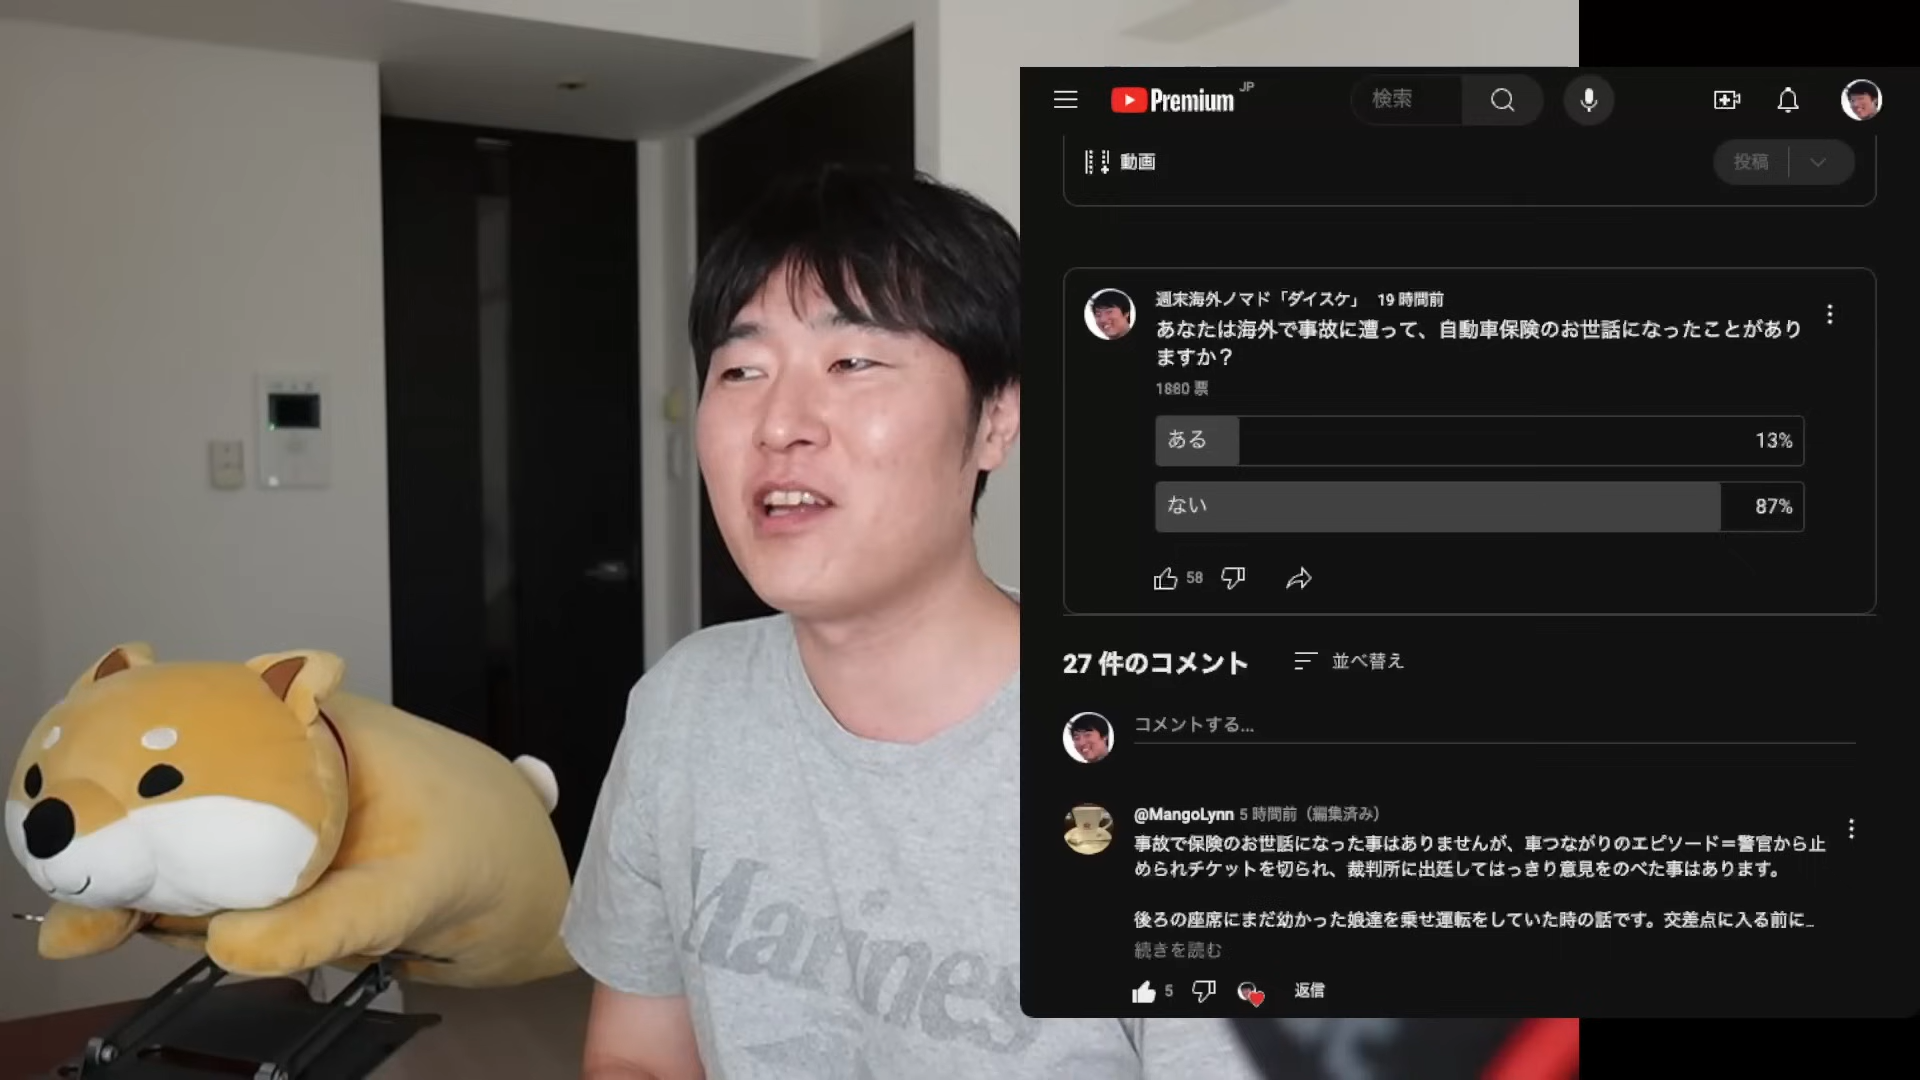 Premium JP
検索
動画
投稿
週末海外ノマド「ダイスケ」 19 時間前
あなたは海外で事故に遭って、自動車保険のお世話になったことがあり
ますか？
1880 票
ある 13%
ない 87%
58
27 件のコメント
並べ替え
コメントする...
@MangoLynn 5 時間前（編集済み）
事故で保険のお世話になった事はありませんが、車つながりのエピソード＝警官から止
められチケットを切られ、裁判所に出廷してはっきり意見をのべた事はあります。
後ろの座席にまだ幼かった娘達を乗せ運転をしていた時の話です。交差点に入る前に...
続きを読む
5
返信
Marines